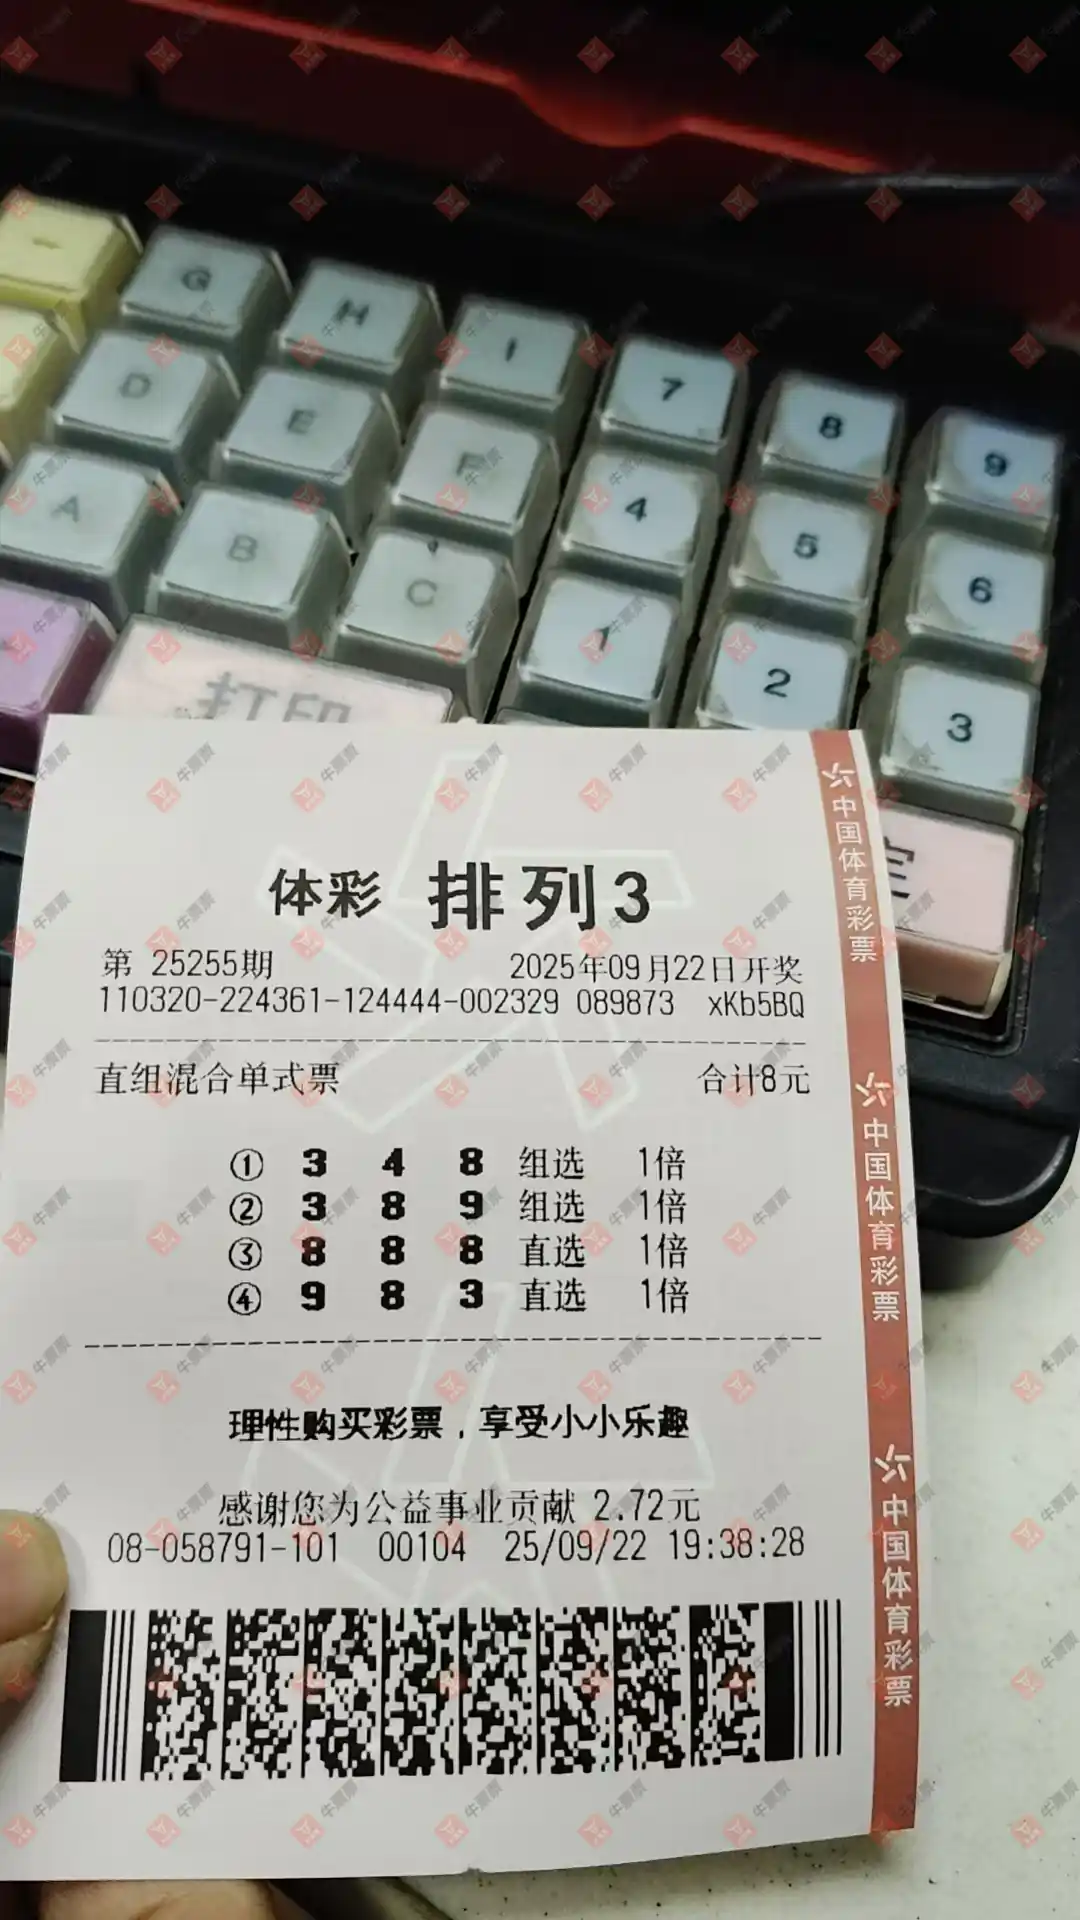 G
H
I
7
8
9
D
E
F
4
5
6
A
B
C
1
2
3
打印
定
体彩 排列3
第 25255期 2025年09月22日开奖
110320-224361-124444-002329 089873 xKb5BQ
直组混合单式票 合计8元
① 3 4 8 组选 1倍
② 3 8 9 组选 1倍
③ 8 8 8 直选 1倍
④ 9 8 3 直选 1倍
理性购买彩票，享受小小乐趣
感谢您为公益事业贡献 2.72元
08-058791-101 00104 25/09/22 19:38:28
中国体育彩票
中国体育彩票
中国体育彩票
牛票票